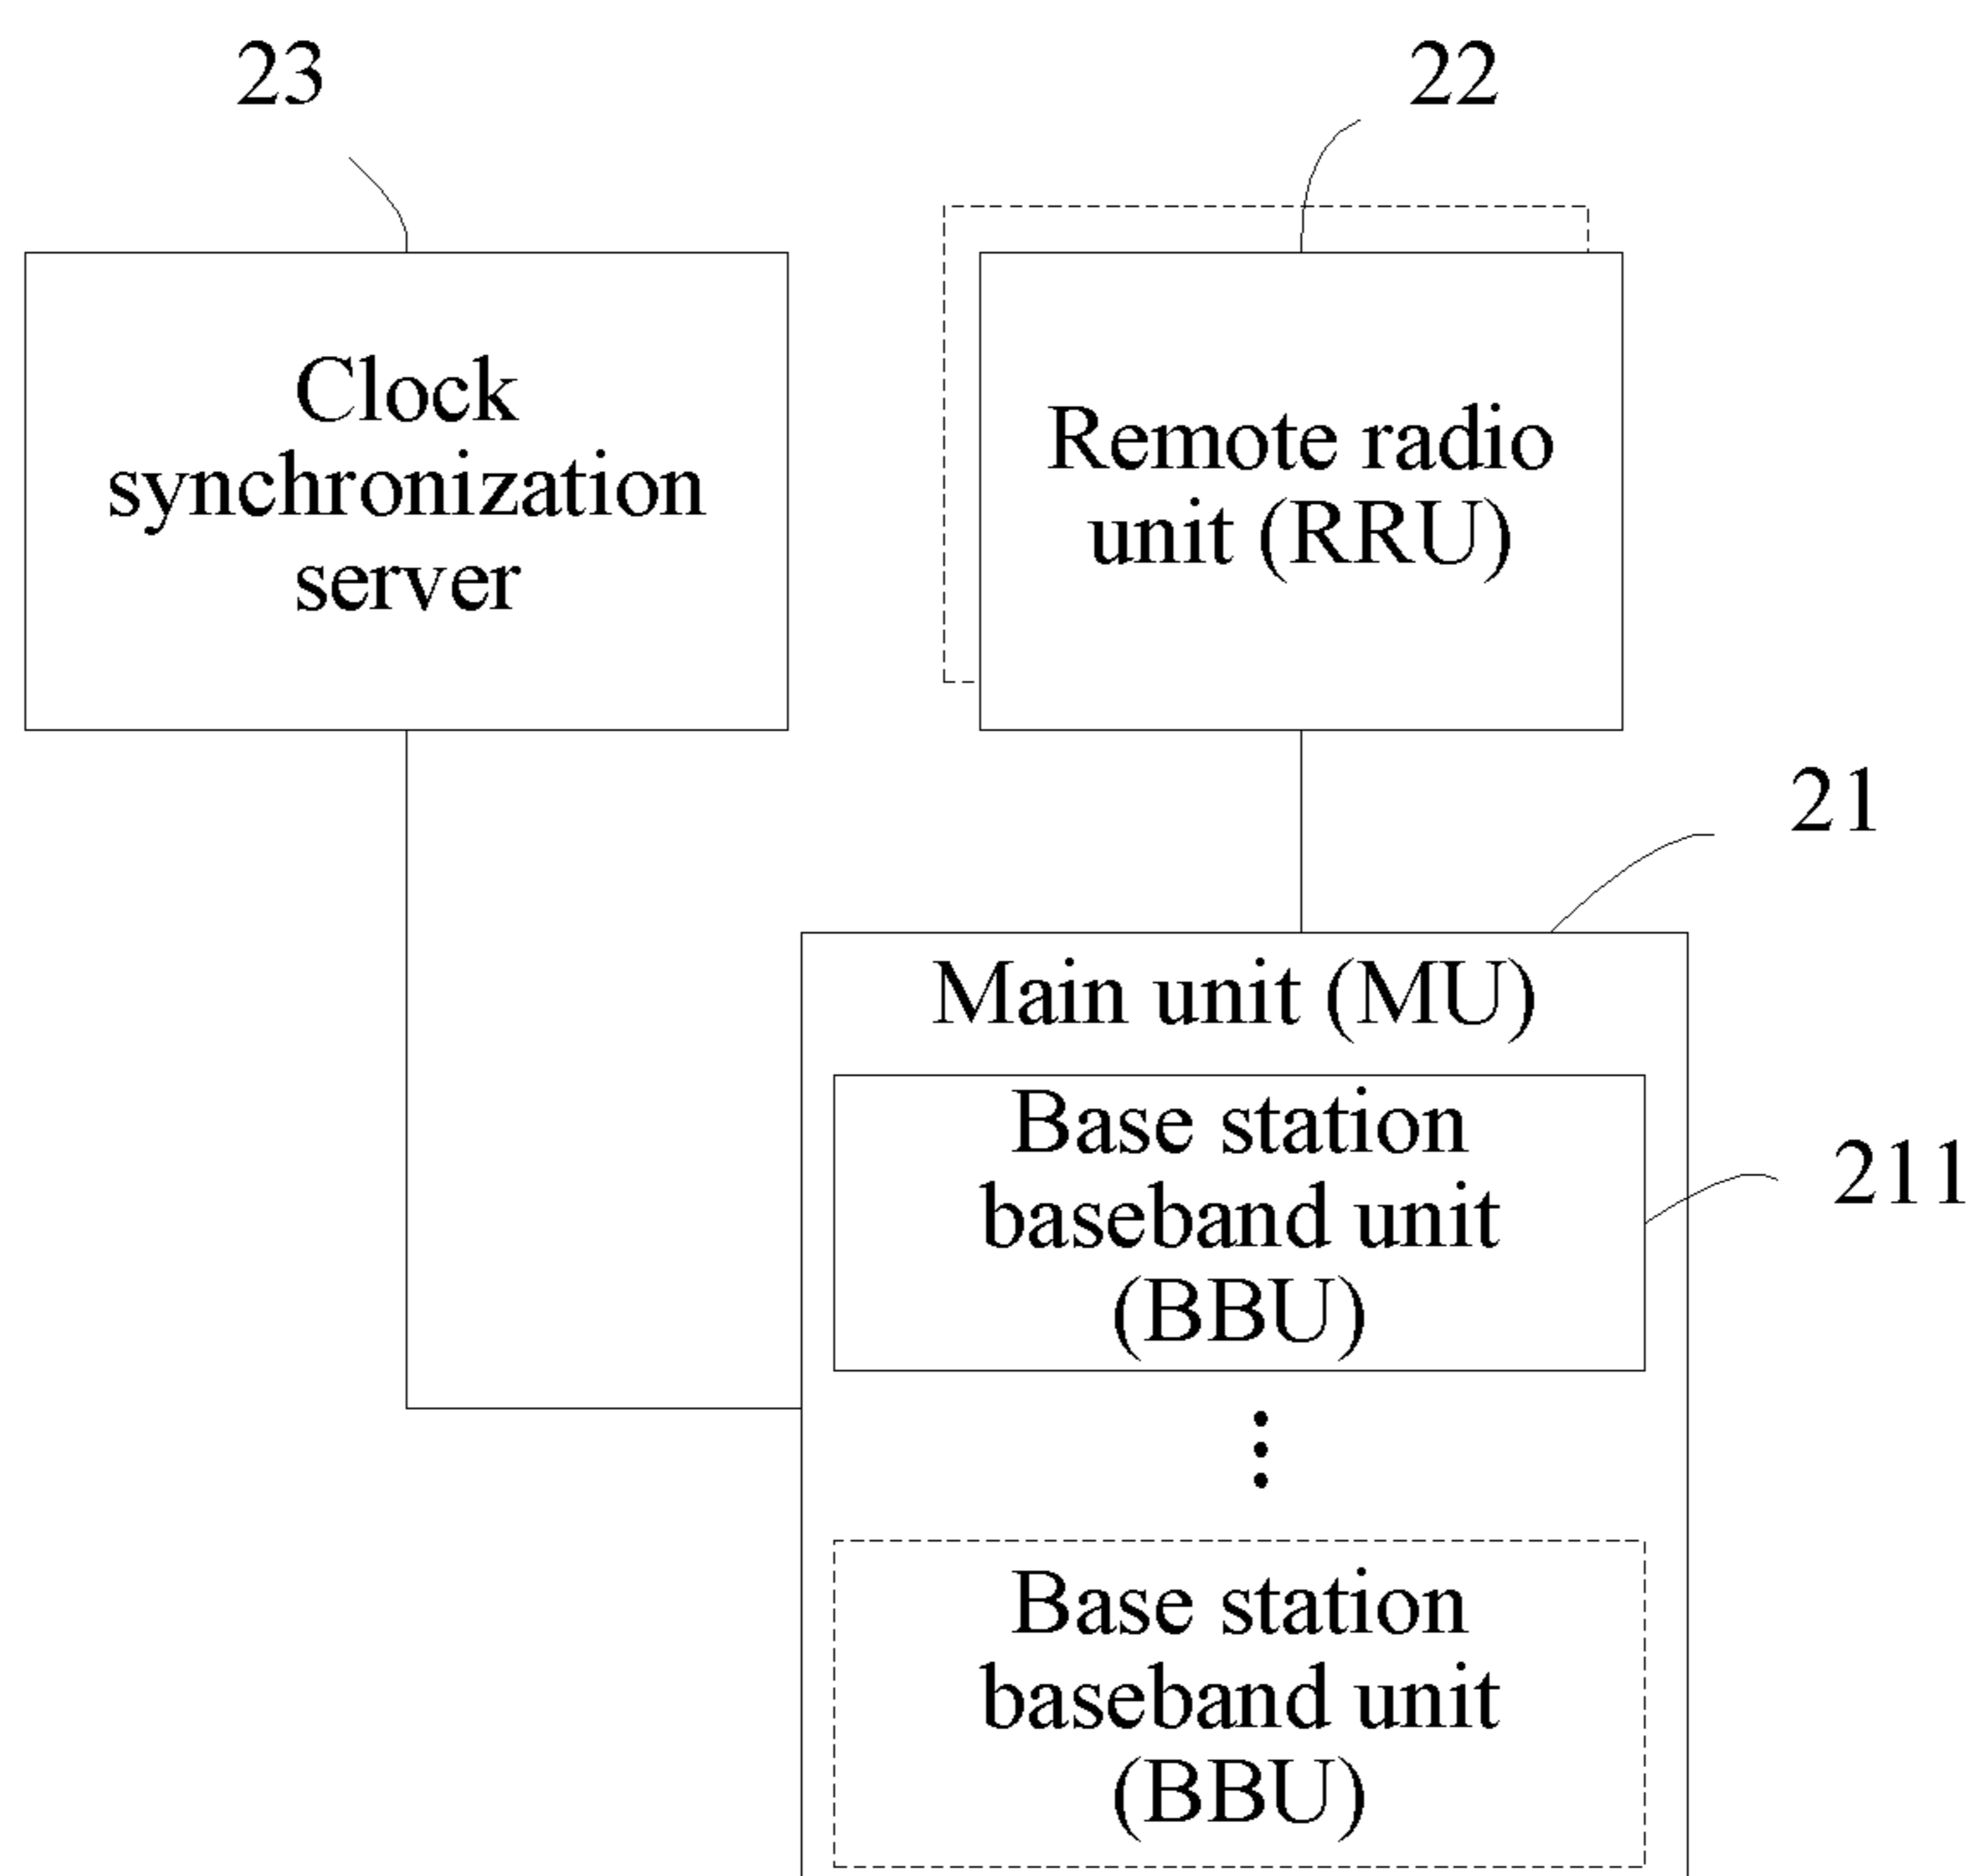 23
22
Clock
synchronization
server
Remote radio
unit (RRU)
21
Main unit (MU)
Base station
baseband unit
(BBU)
211
Base station
baseband unit
(BBU)